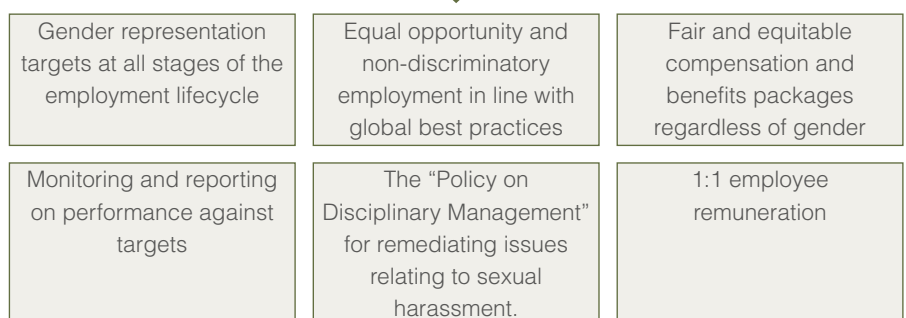 Gender representation
targets at all stages of the
employment lifecycle
Equal opportunity and
non-discriminatory
employment in line with
global best practices
Fair and equitable
compensation and
benefits packages
regardless of gender
Monitoring and reporting
on performance against
targets
The “Policy on
Disciplinary Management”
for remediating issues
relating to sexual
harassment.
1:1 employee
remuneration